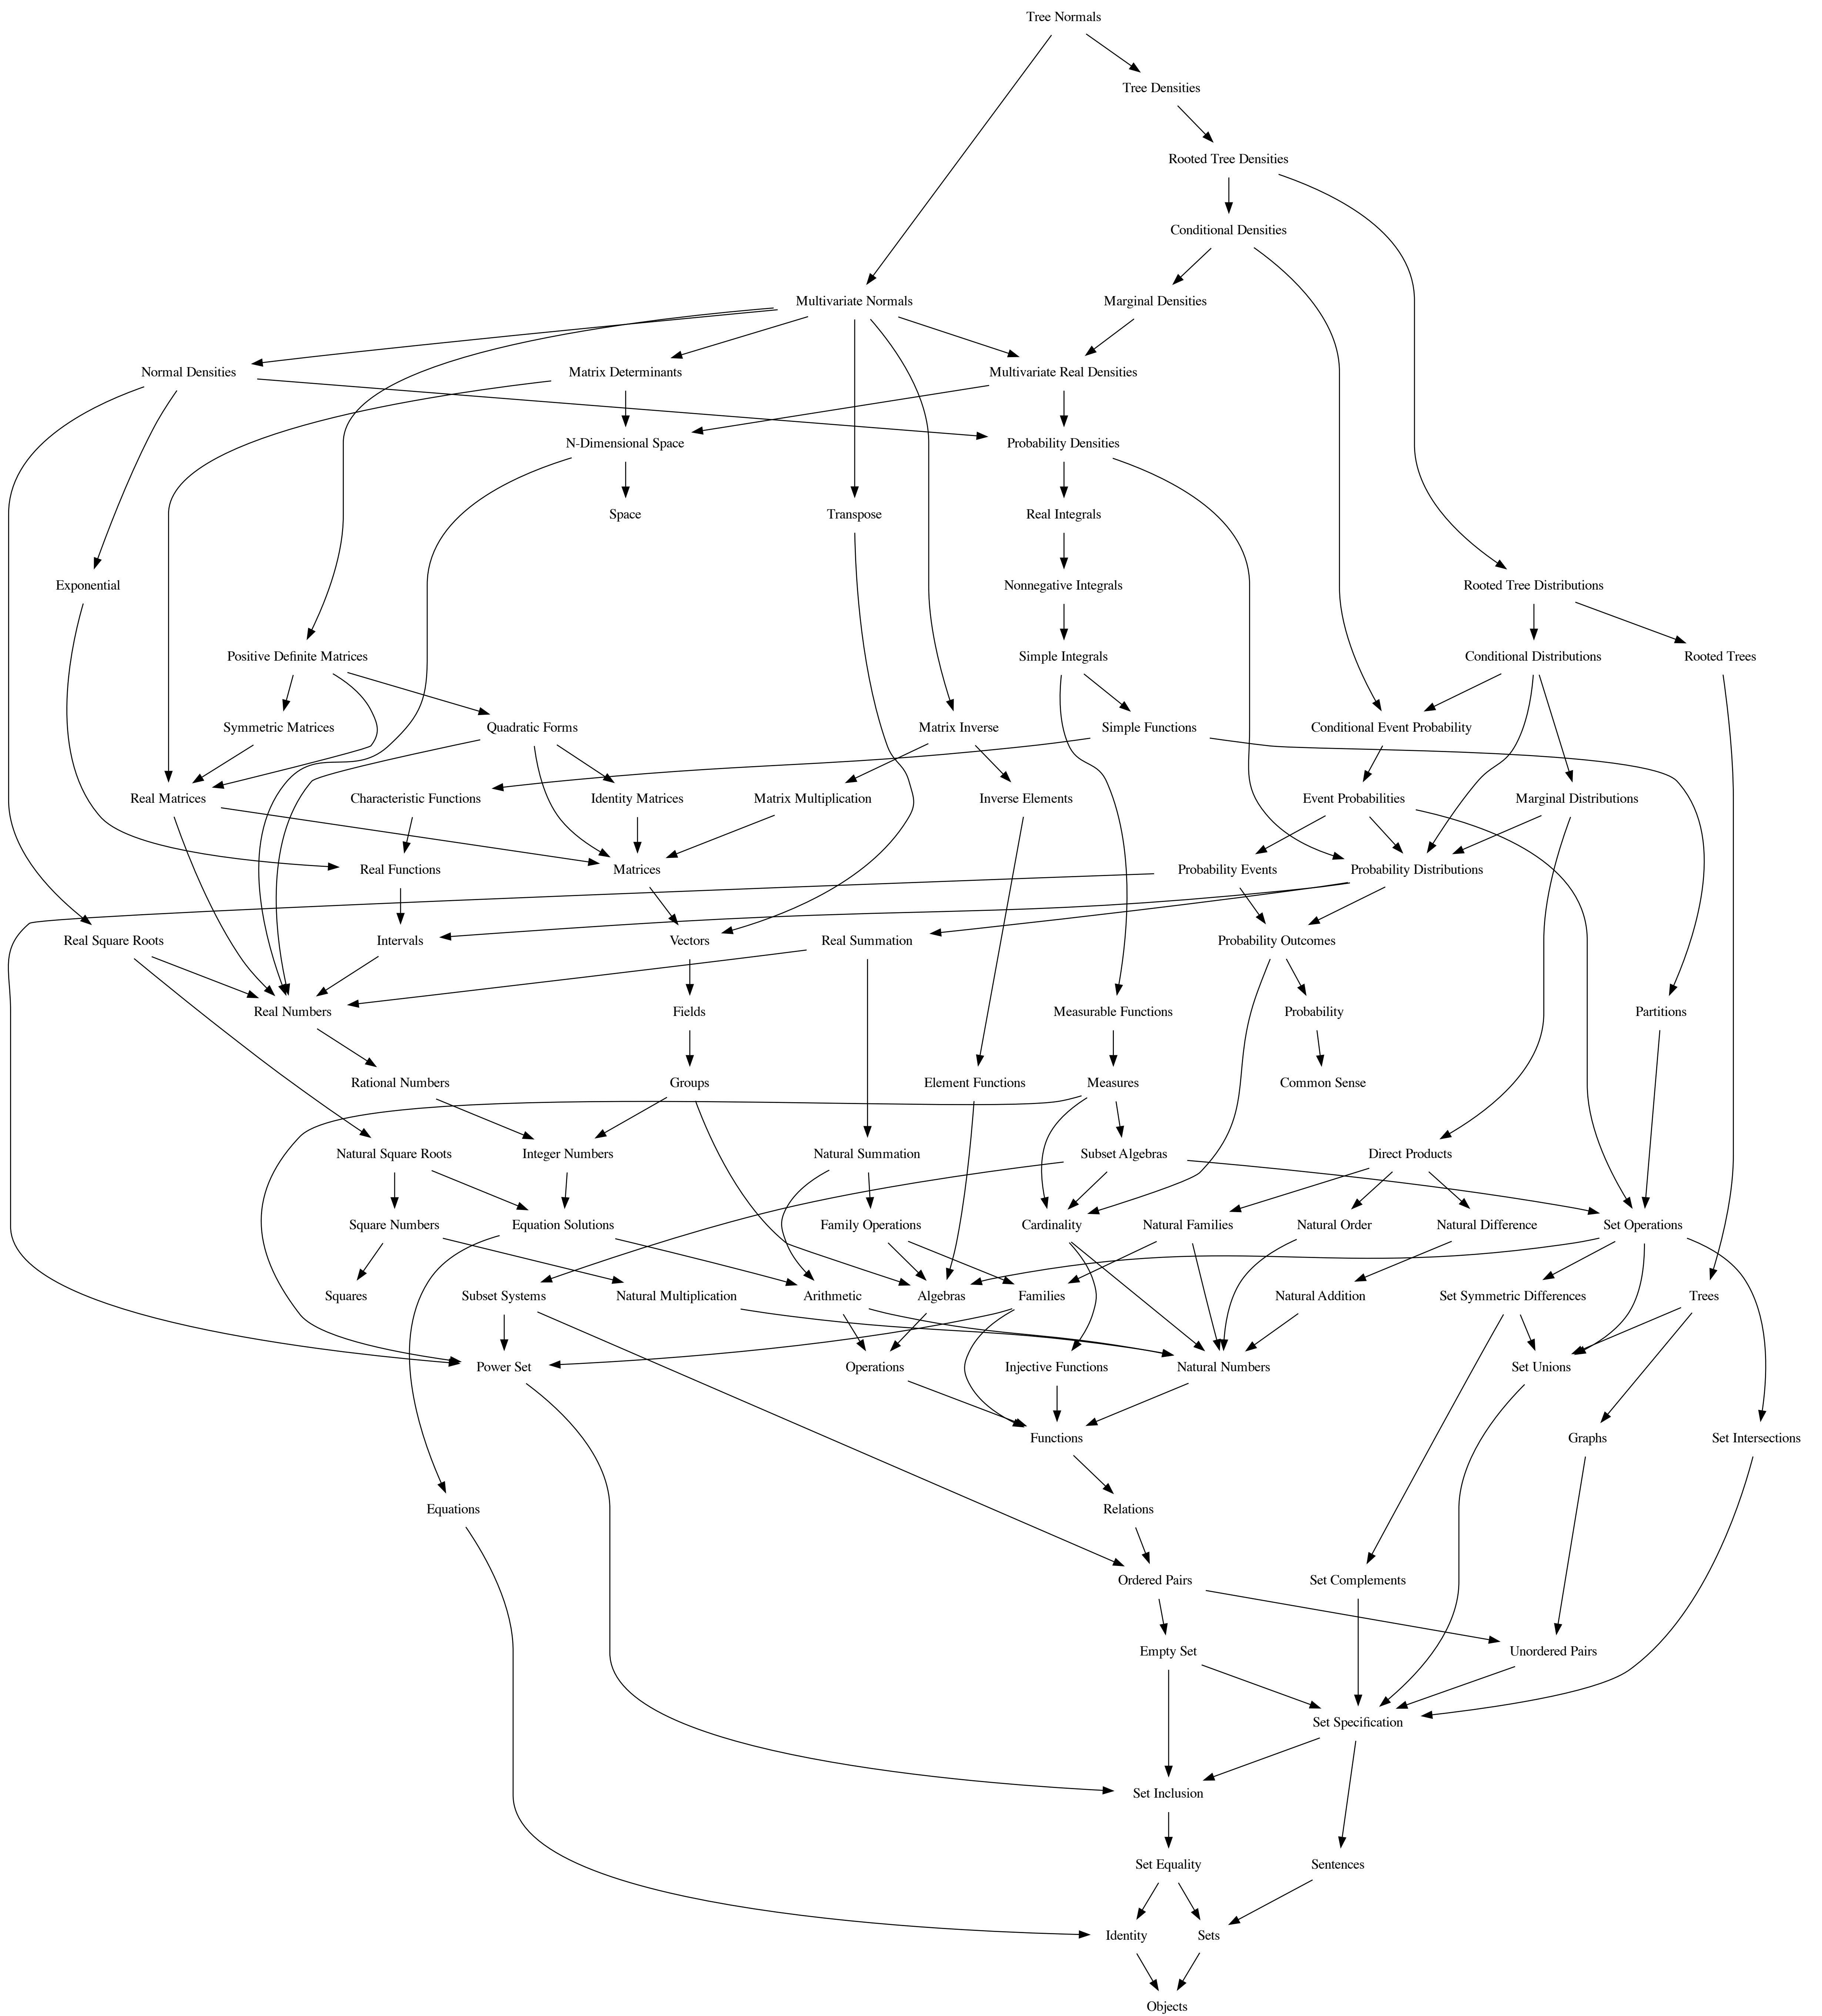 Tree Normals
Tree Densities
Rooted Tree Densities
Conditional Densities
Multivariate Normals
Marginal Densities
Normal Densities
Matrix Determinants
Multivariate Real Densities
N-Dimensional Space
Probability Densities
Space
Transpose
Real Integrals
Exponential
Nonnegative Integrals
Rooted Tree Distributions
Positive Definite Matrices
Simple Integrals
Conditional Distributions
Rooted Trees
Symmetric Matrices
Quadratic Forms
Matrix Inverse
Simple Functions
Conditional Event Probability
Real Matrices
Characteristic Functions
Identity Matrices
Matrix Multiplication
Inverse Elements
Event Probabilities
Marginal Distributions
Real Functions
Matrices
Probability Events
Probability Distributions
Real Square Roots
Intervals
Vectors
Real Summation
Probability Outcomes
Real Numbers
Fields
Measurable Functions
Probability
Partitions
Rational Numbers
Groups
Element Functions
Measures
Common Sense
Natural Square Roots
Integer Numbers
Natural Summation
Subset Algebras
Direct Products
Square Numbers
Equation Solutions
Family Operations
Cardinality
Natural Families
Natural Order
Natural Difference
Set Operations
Squares
Subset Systems
Natural Multiplication
Arithmetic
Algebras
Families
Natural Addition
Set Symmetric Differences
Trees
Power Set
Operations
Injective Functions
Natural Numbers
Set Unions
Functions
Graphs
Set Intersections
Equations
Relations
Ordered Pairs
Set Complements
Empty Set
Unordered Pairs
Set Specification
Set Inclusion
Set Equality
Sentences
Identity
Sets
Objects